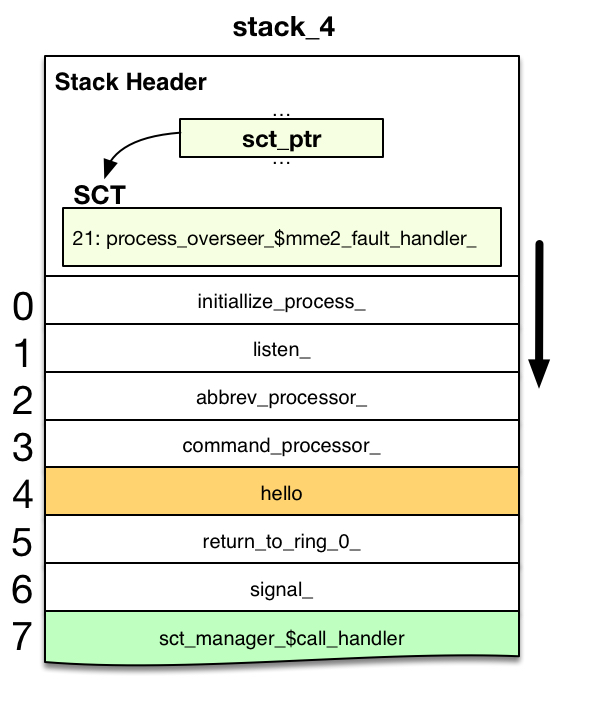 stack_4
Stack Header
...
sct_ptr
...
SCT
21: process_overseer_$mme2_fault_handler_
0 initiallize_process_
1 listen_
2 abbrev_processor_
3 command_processor_
4 hello
5 return_to_ring_0_
6 signal_
7 sct_manager_$call_handler